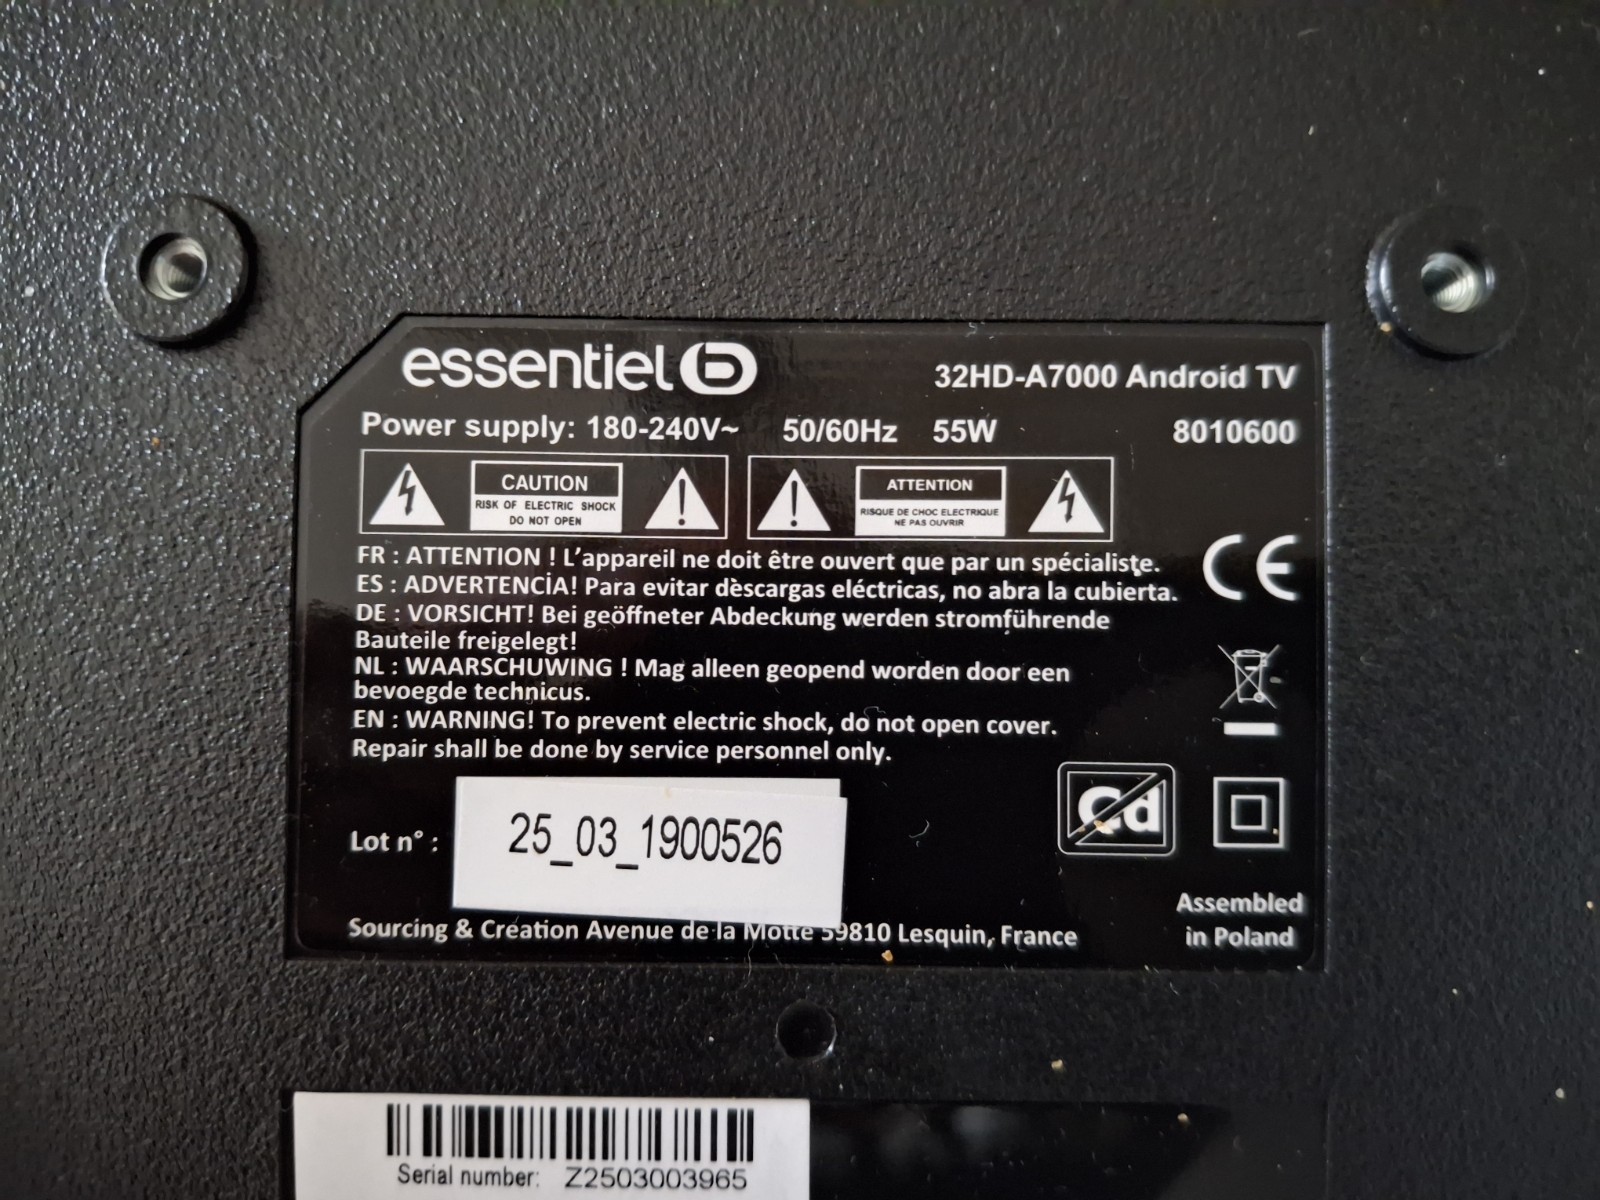 essentiel b
32HD-A7000 Android TV
Power supply: 180-240V~ 50/60Hz 55W
8010600
CAUTION
RISK OF ELECTRIC SHOCK
DO NOT OPEN
ATTENTION
RISQUE DE CHOC ELECTRIQUE
NE PAS OUVRIR
FR : ATTENTION ! L'appareil ne doit être ouvert que par un spécialiste.
ES : ADVERTENCİA! Para evitar dèscargas eléctricas, no abra la cubierta.
DE : VORSICHT! Bei geöffneter Abdeckung werden stromführende
Bauteile freigelegt!
NL : WAARSCHUWING ! Mag alleen geopend worden door een
bevoegde technicus.
EN : WARNING! To prevent electric shock, do not open cover.
Repair shall be done by service personnel only.
CE
Cd
Lot n° : 25_03_1900526
Assembled
in Poland
Sourcing & Création Avenue de la Motte 59810 Lesquin, France
Serial number: Z2503003965